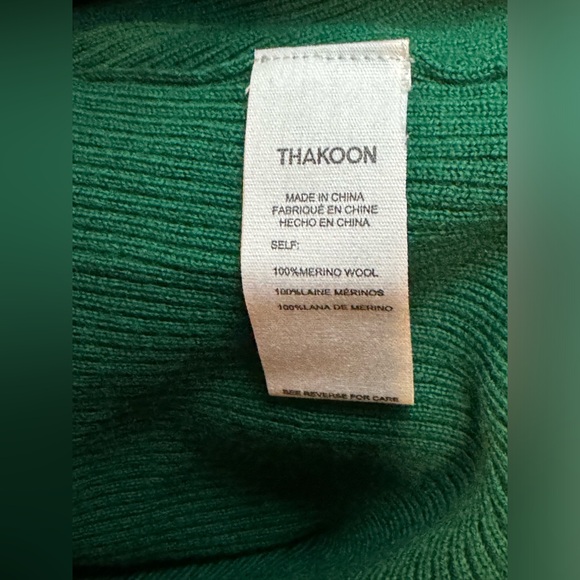 THAKOON
MADE IN CHINA
FABRIQUÉ EN CHINE
HECHO EN CHINA
SELF:
100%MERINO WOOL
100%LAINE MÉRINOS
100%LANA DE MERINO
SEE REVERSE FOR CARE